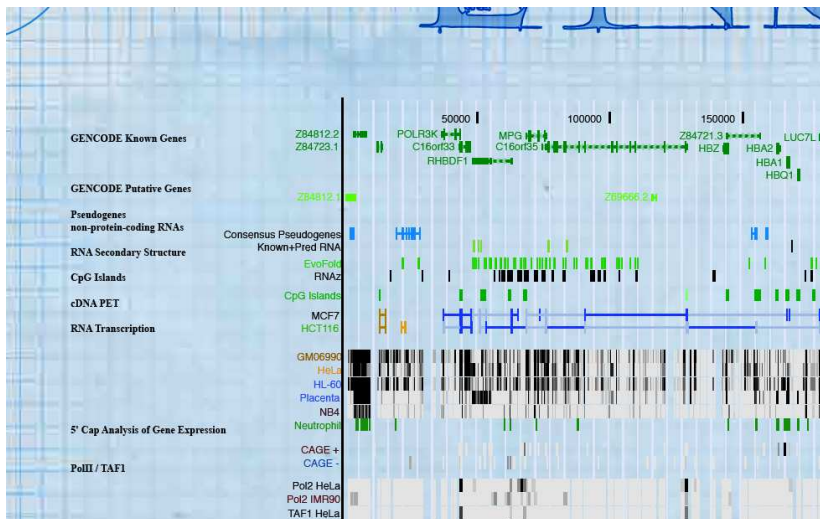 50000 100000 150000
GENCODE Known Genes Z84812.2 POLR3K MPG Z84721.3 LUC7L
Z84723.1 C16orf33 C16orf35 HBZ HBA2
RHBDF1 HBA1
HBQ1
GENCODE Putative Genes
Z84812.1 Z69666.2
Pseudogenes
non-protein-coding RNAs
Consensus Pseudogenes
Known+Pred RNA
RNA Secondary Structure
EvoFold
CpG Islands RNAz
CpG Islands
cDNA PET
MCF7
RNA Transcription HCT116
GM06990
HeLa
HL-60
Placenta
NB4
5' Cap Analysis of Gene Expression Neutrophil
CAGE +
CAGE -
PolII / TAF1
Pol2 HeLa
Pol2 IMR90
TAF1 HeLa